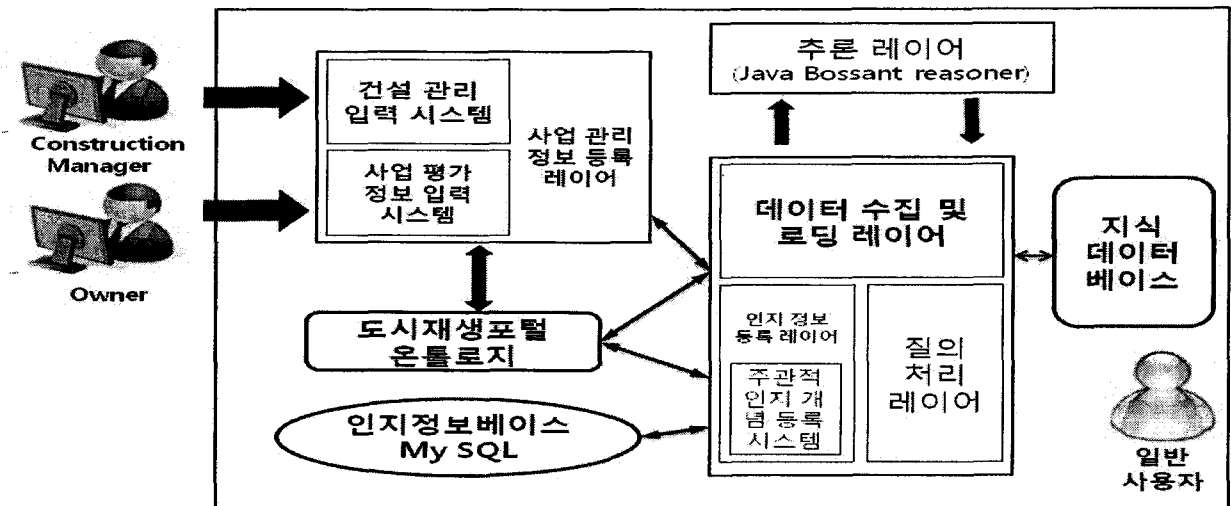 Construction
Manager
Owner
건설 관리
입력 시스템
사업 평가
정보 입력
시스템
사업 관리
정보 등록
레이어
도시재생포털
온톨로지
인지정보베이스
My SQL
추론 레이어
(Java Bossant reasoner)
데이터 수집 및
로딩 레이어
인지 정보
등록 레이어
주관적
인지 개
념 등록
시스템
질의
처리
레이어
지식
데이터
베이스
일반
사용자